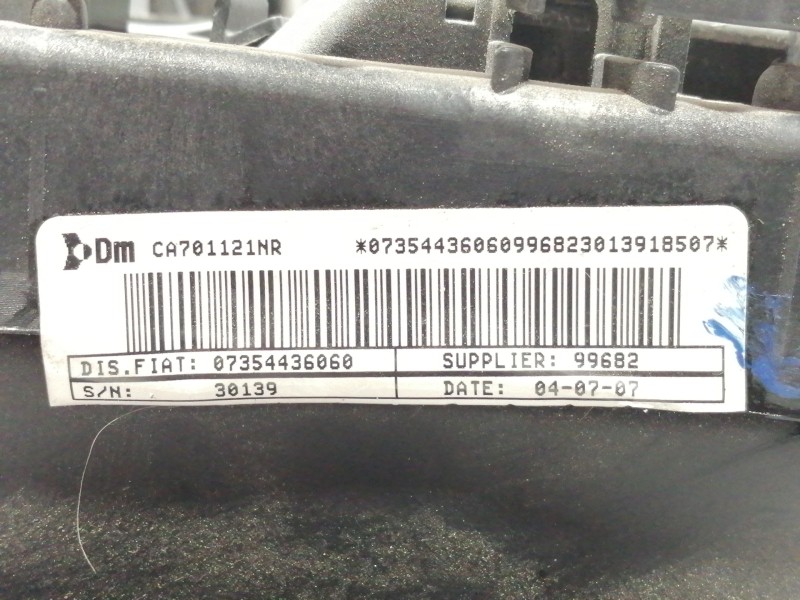 Dm CA701121NR *07354436060996823013918507*
DIS.FIAT: 07354436060 SUPPLIER: 99682
S/N: 30139 DATE: 04-07-07